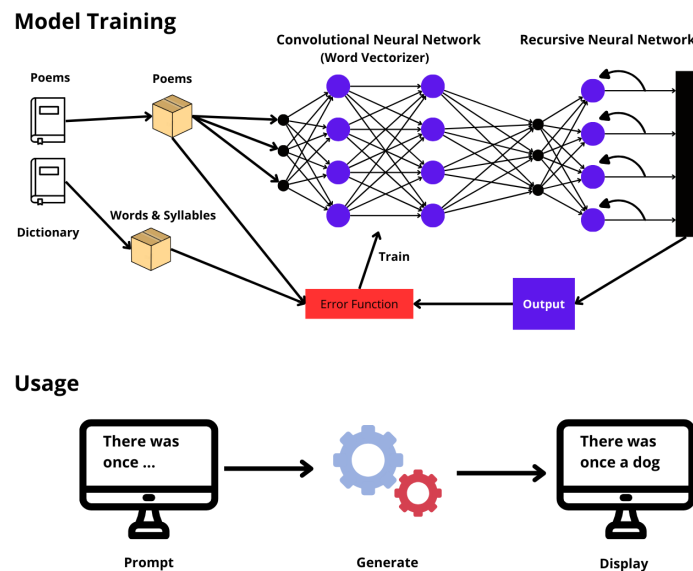 Model Training
Convolutional Neural Network
(Word Vectorizer)
Recursive Neural Network
Poems
Poems
Dictionary
Words & Syllables
Train
Error Function
Output
Usage
There was
once ...
There was
once a dog
Prompt
Generate
Display